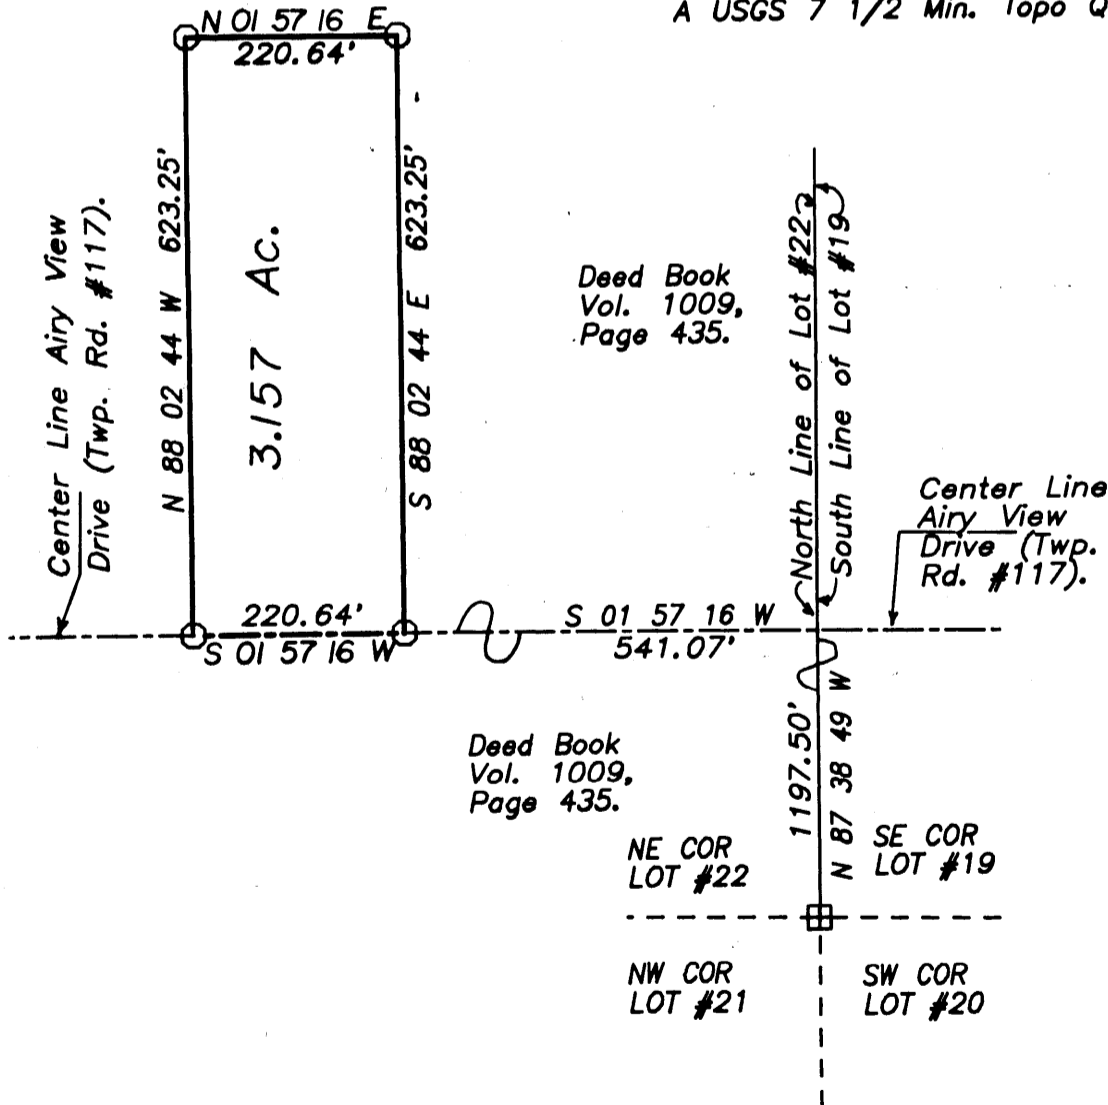 A USGS 7 1/2 Min. Topo Q
N 01 57 16 E
220.64'
N 88 02 44 W 623.25'
S 88 02 44 E 623.25'
3.157 Ac.
Center Line Airy View
Drive (Twp. Rd. #117).
Deed Book
Vol. 1009,
Page 435.
North Line of Lot #22
South Line of Lot #19
Center Line
Airy View
Drive (Twp.
Rd. #117).
220.64'
S 01 57 16 W
S 01 57 16 W
541.07'
1197.50'
N 87 38 49 W
Deed Book
Vol. 1009,
Page 435.
NE COR
LOT #22
SE COR
LOT #19
NW COR
LOT #21
SW COR
LOT #20